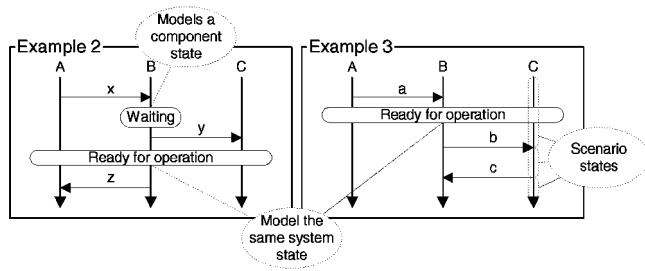 Models a
component
state
Example 2
A B C
x
Waiting
y
Ready for operation
z
Example 3
A B C
a
Ready for operation
b
c
Scenario
states
Model the
same system
state